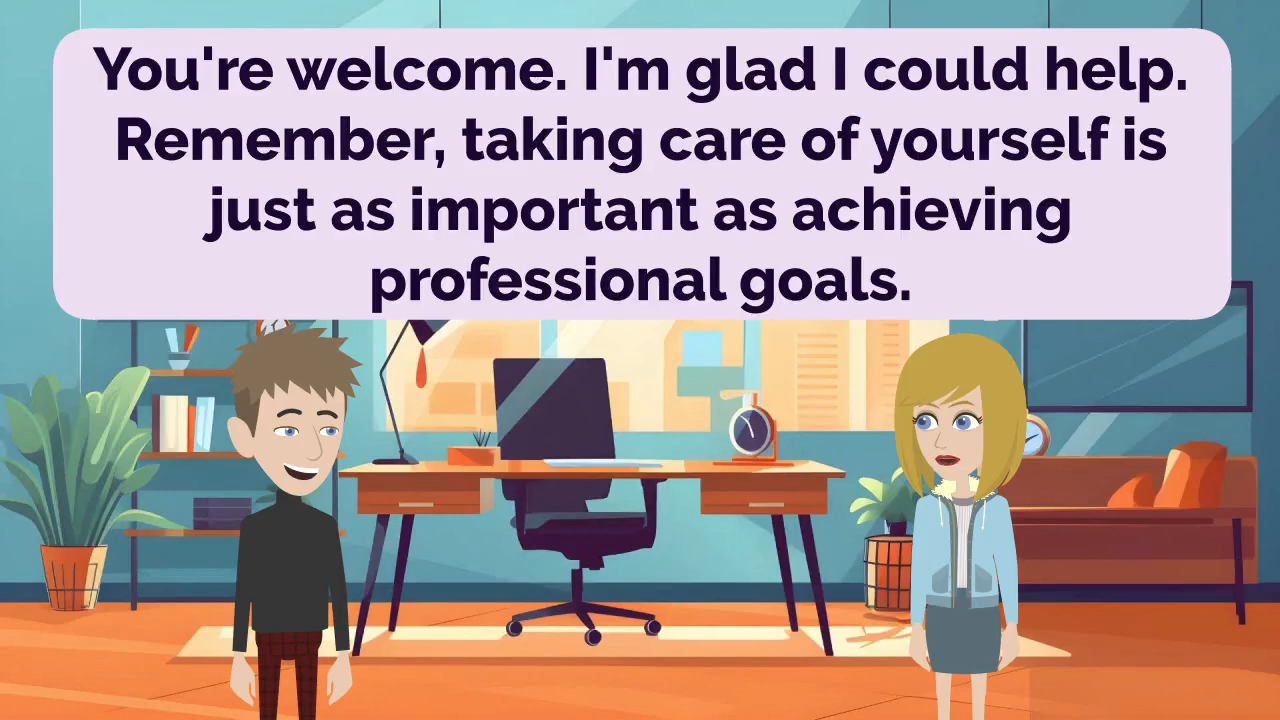 You're welcome. I'm glad I could help.
Remember, taking care of yourself is
just as important as achieving
professional goals.